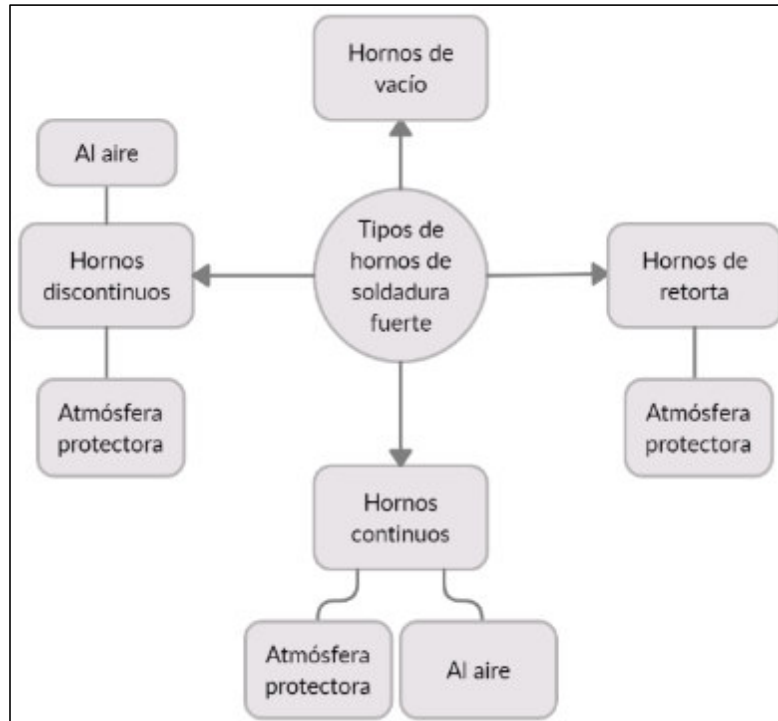 Hornos de
vacío
Al aire
Hornos
discontinuos
Atmósfera
protectora
Tipos de
hornos de
soldadura
fuerte
Hornos de
retorta
Atmósfera
protectora
Hornos
continuos
Atmósfera
protectora
Al aire